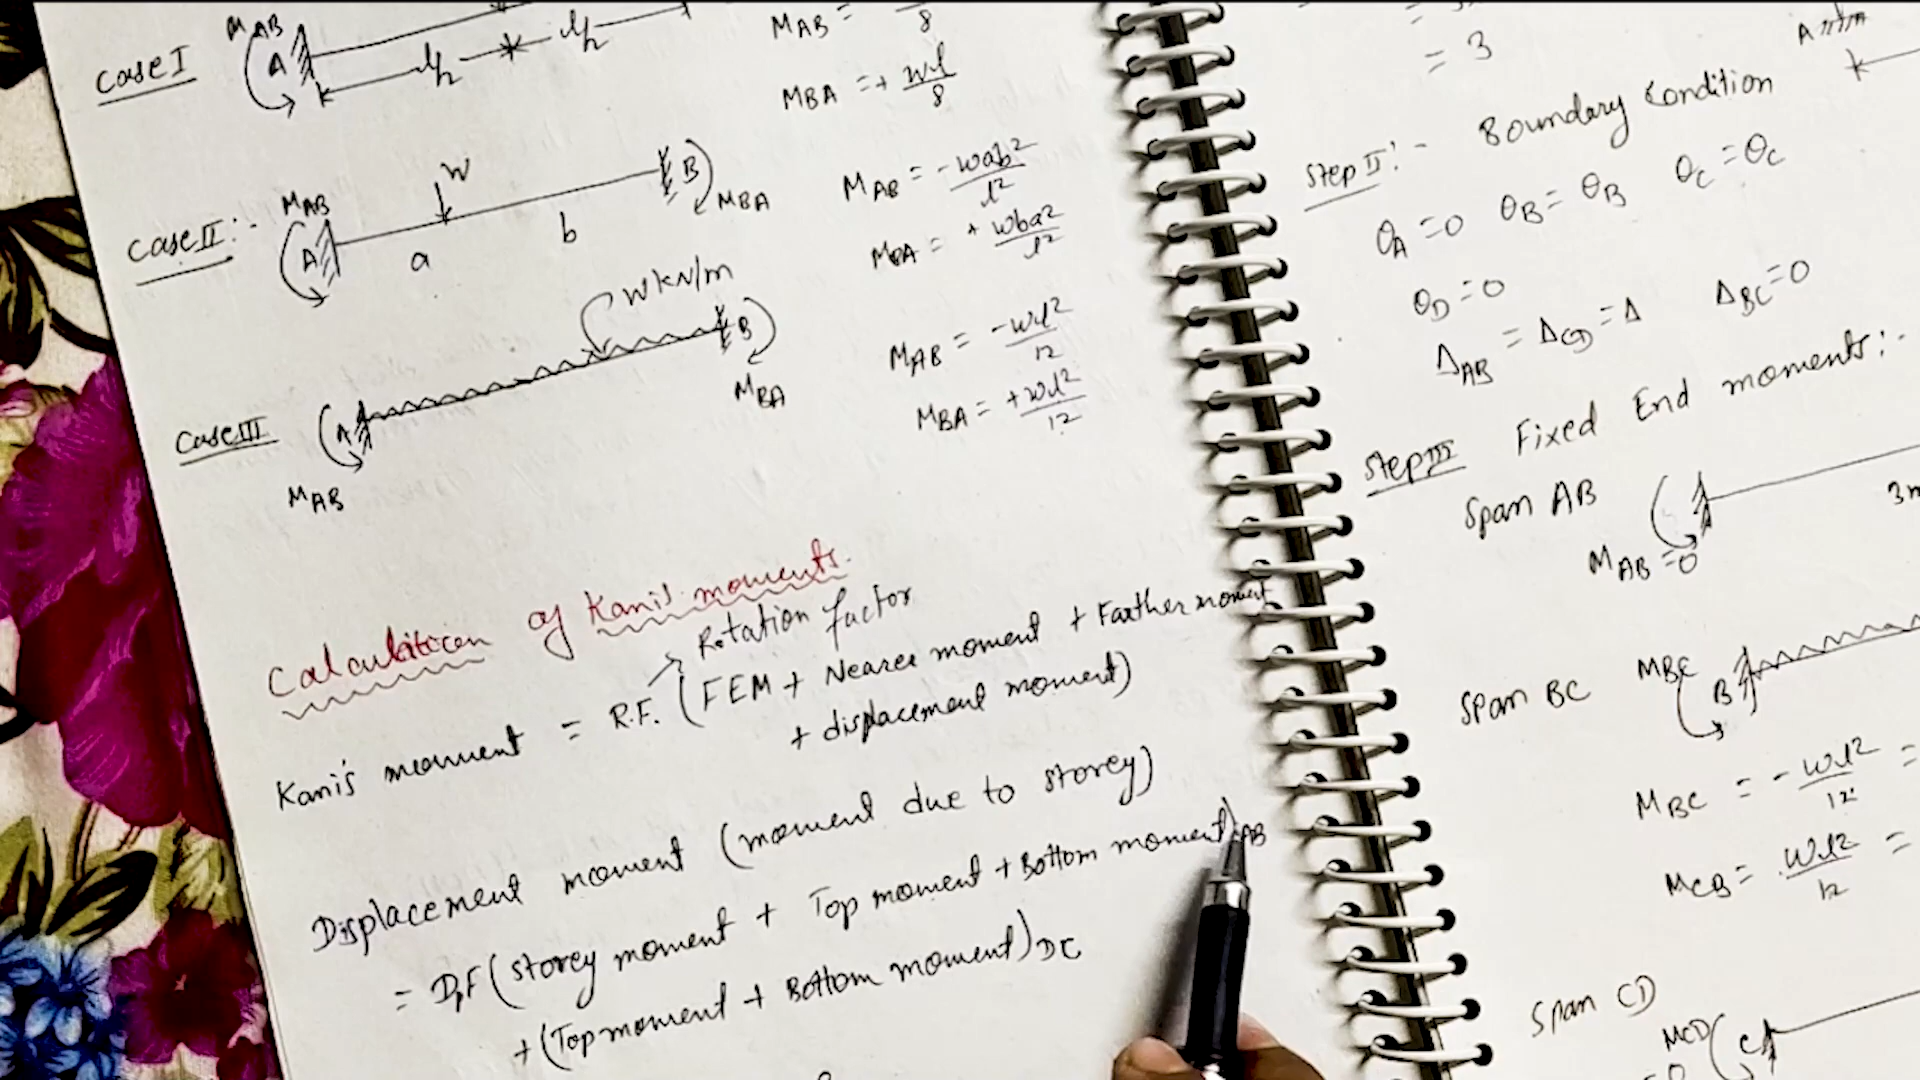 Case I
MAB
A
l/2
l/2
MAB = 8
MBA = + wl/8
Case II :-
MAB
A
a
W
b
B
MBA
MAB = - wab²/l²
MBA = + wba²/l²
Case III
A
MAB
W kN/m
B
MBA
MAB = - wl²/12
MBA = + wl²/12
Calculation of Kani's moments.
Rotation factor
Kani's moment = R.F. (FEM + Nearer moment + Farther moment
+ displacement moment)
Displacement moment (moment due to storey)
= D.F (storey moment + Top moment + Bottom moment)AB
+ (Top moment + Bottom moment)DC
= 3
A
Step II :- Boundary Condition
θA = 0 θB = θB θC = θC
θD = 0
ΔAB = ΔCD = Δ ΔBC = 0
Step III Fixed End moments :-
Span AB
MAB = 0
3m
Span BC
MBC
B
MBC = - wl²/12 =
MCB = wl²/12 =
Span CD
MCD
C